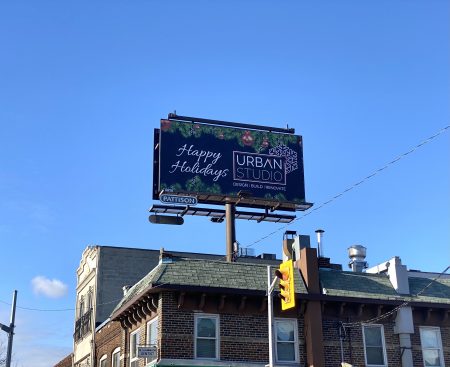 Happy
Holidays
URBAN
STUDIO
DESIGN | BUILD | RENOVATE
PATTISON